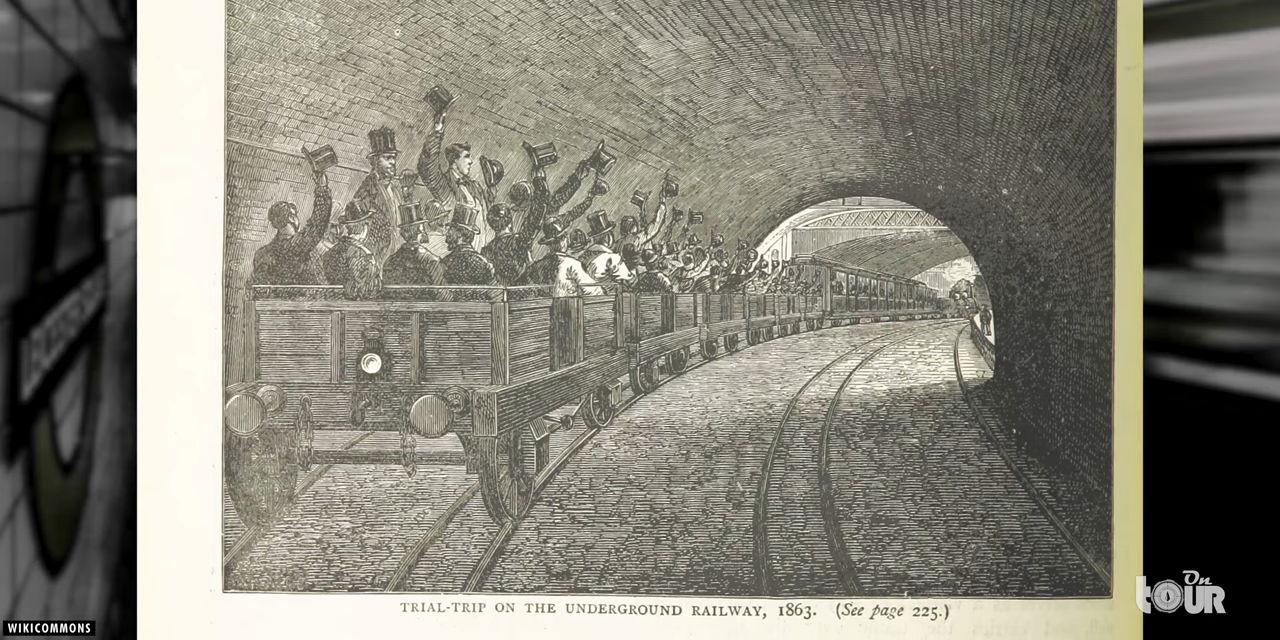 TRIAL-TRIP ON THE UNDERGROUND RAILWAY, 1863. (See page 225.)
WIKICOMMONS
On
tour